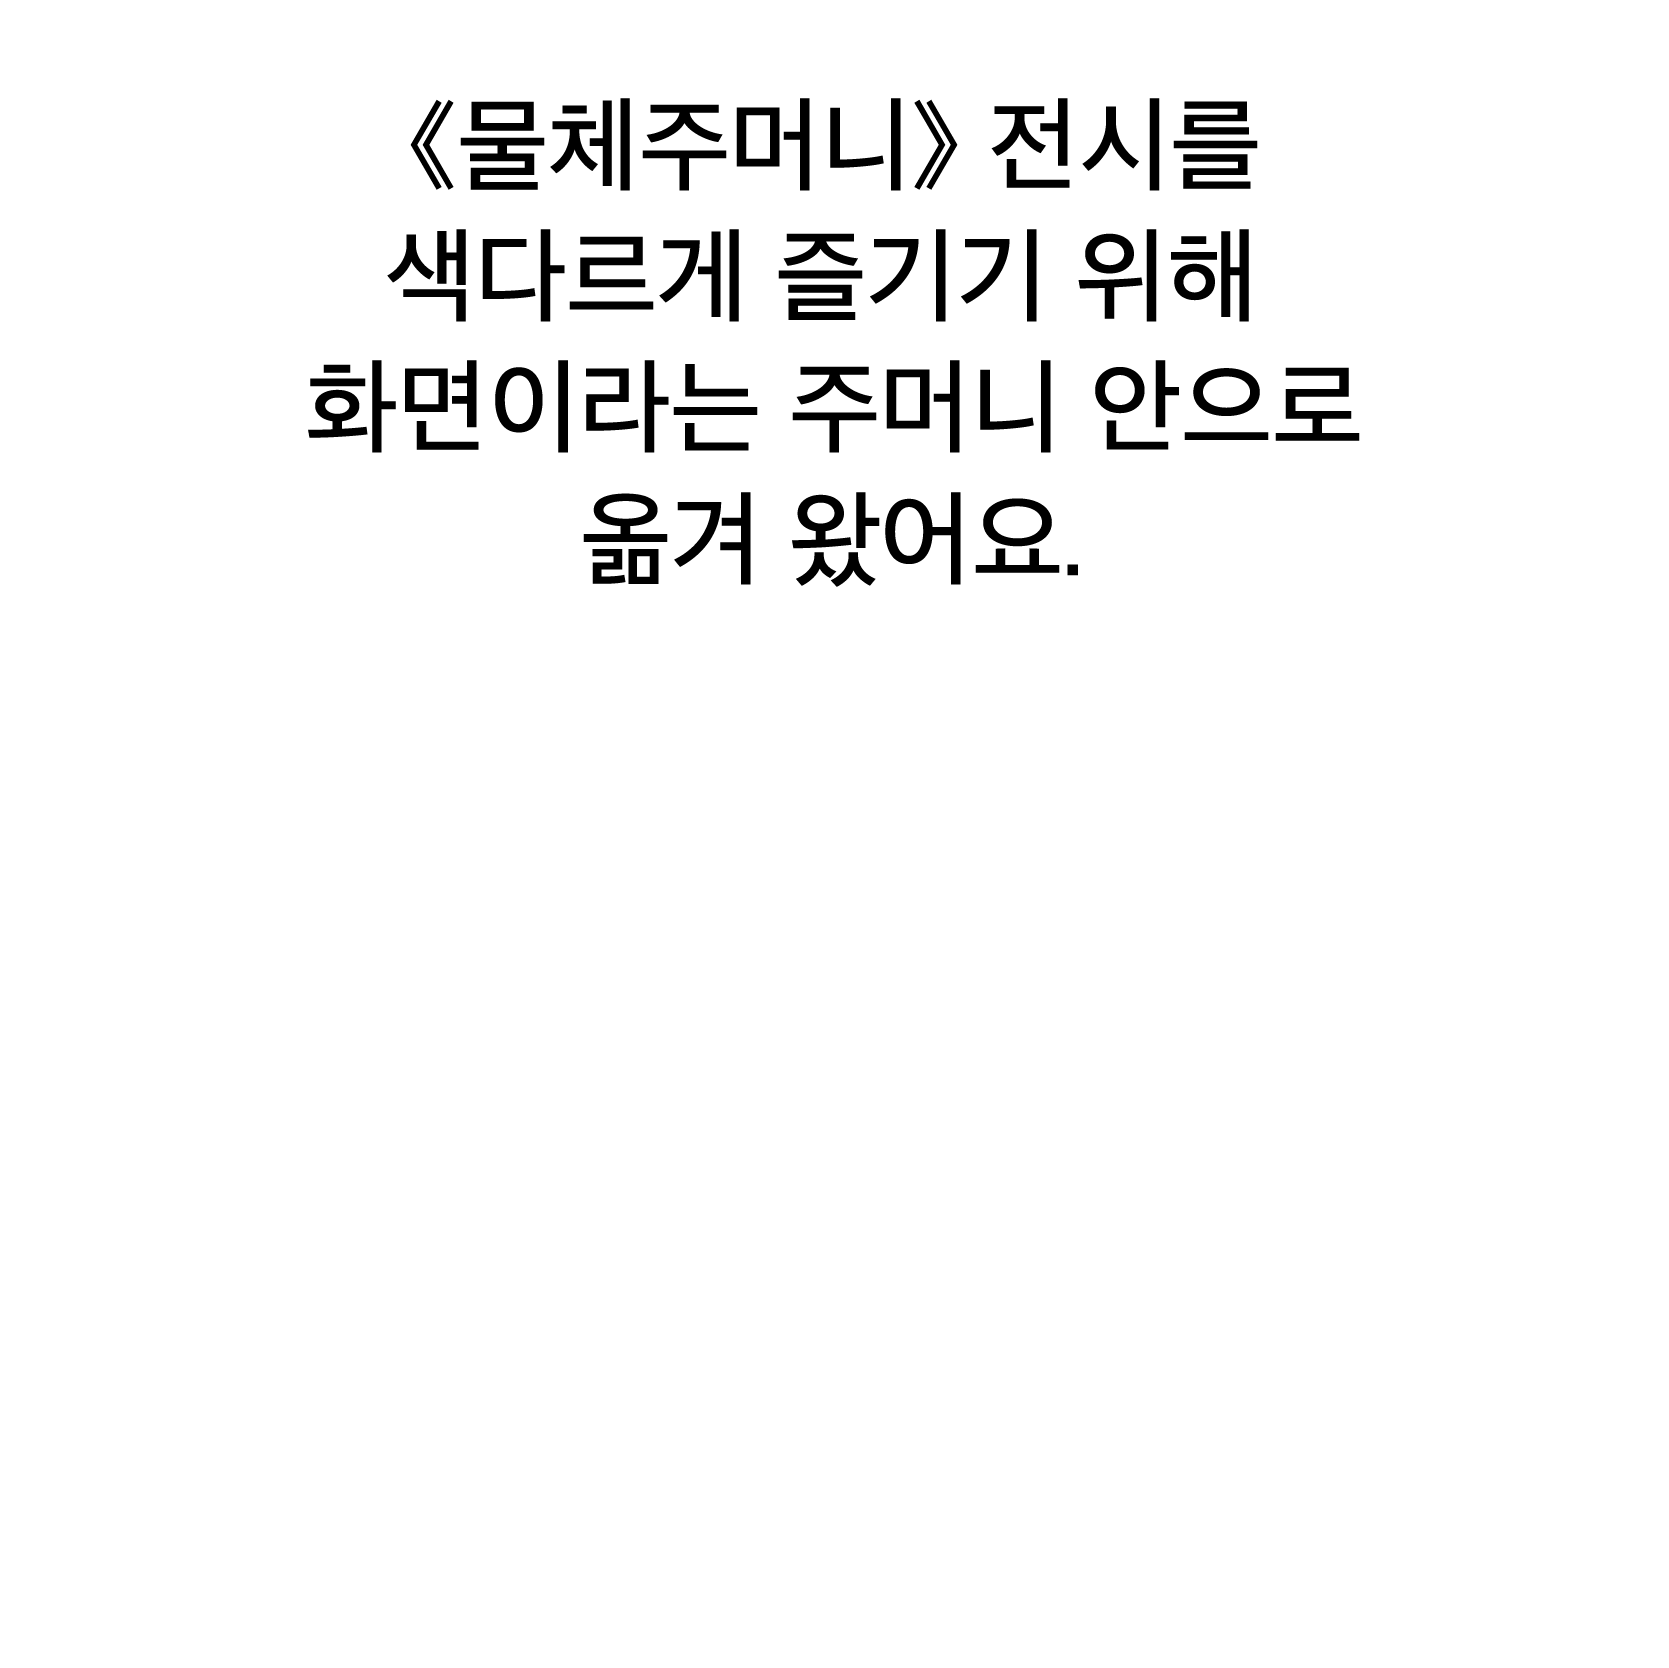 《물체주머니》 전시를
색다르게 즐기기 위해
화면이라는 주머니 안으로
옮겨 왔어요.